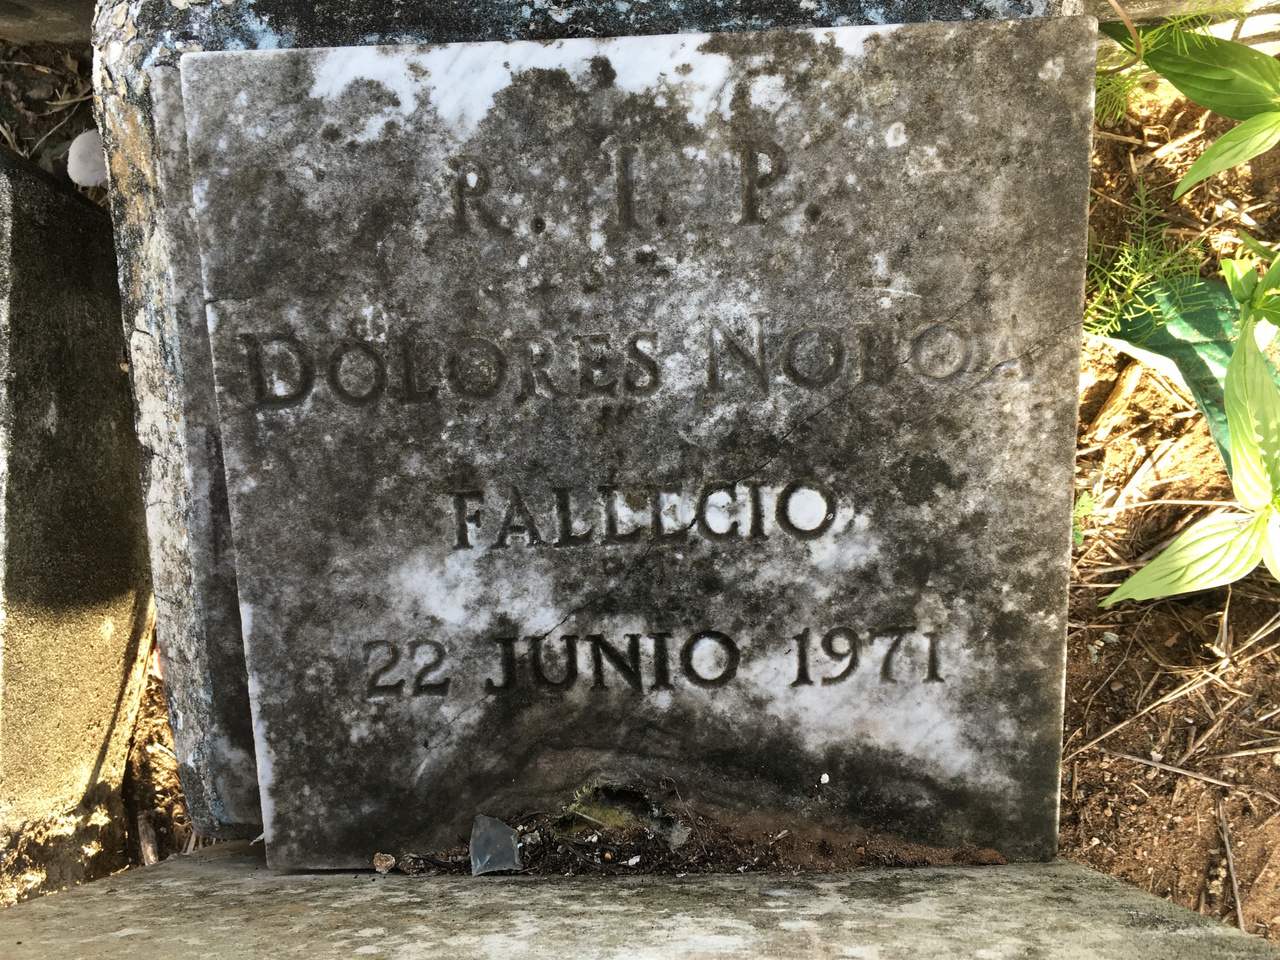 R. I. P.
DOLORES NOBOA
FALLECIO
22 JUNIO 1971